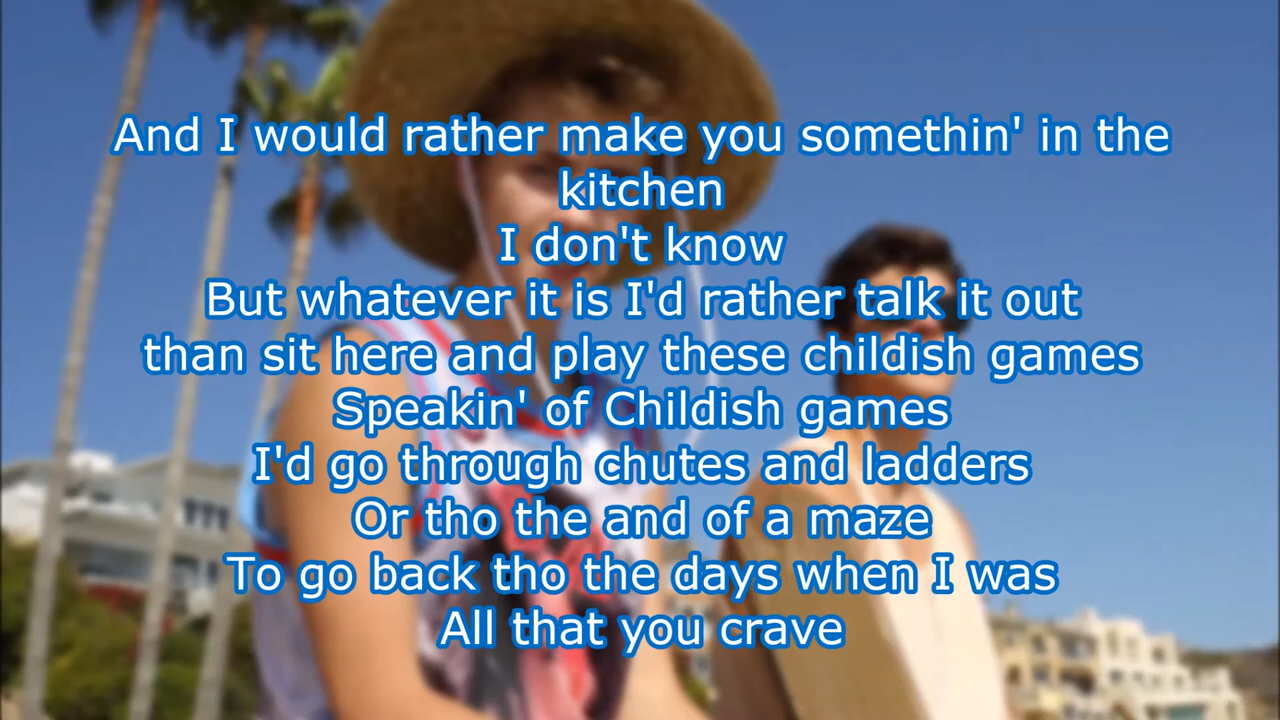 And I would rather make you somethin' in the
kitchen
I don't know
But whatever it is I'd rather talk it out
than sit here and play these childish games
Speakin' of Childish games
I'd go through chutes and ladders
Or tho the and of a maze
To go back tho the days when I was
All that you crave